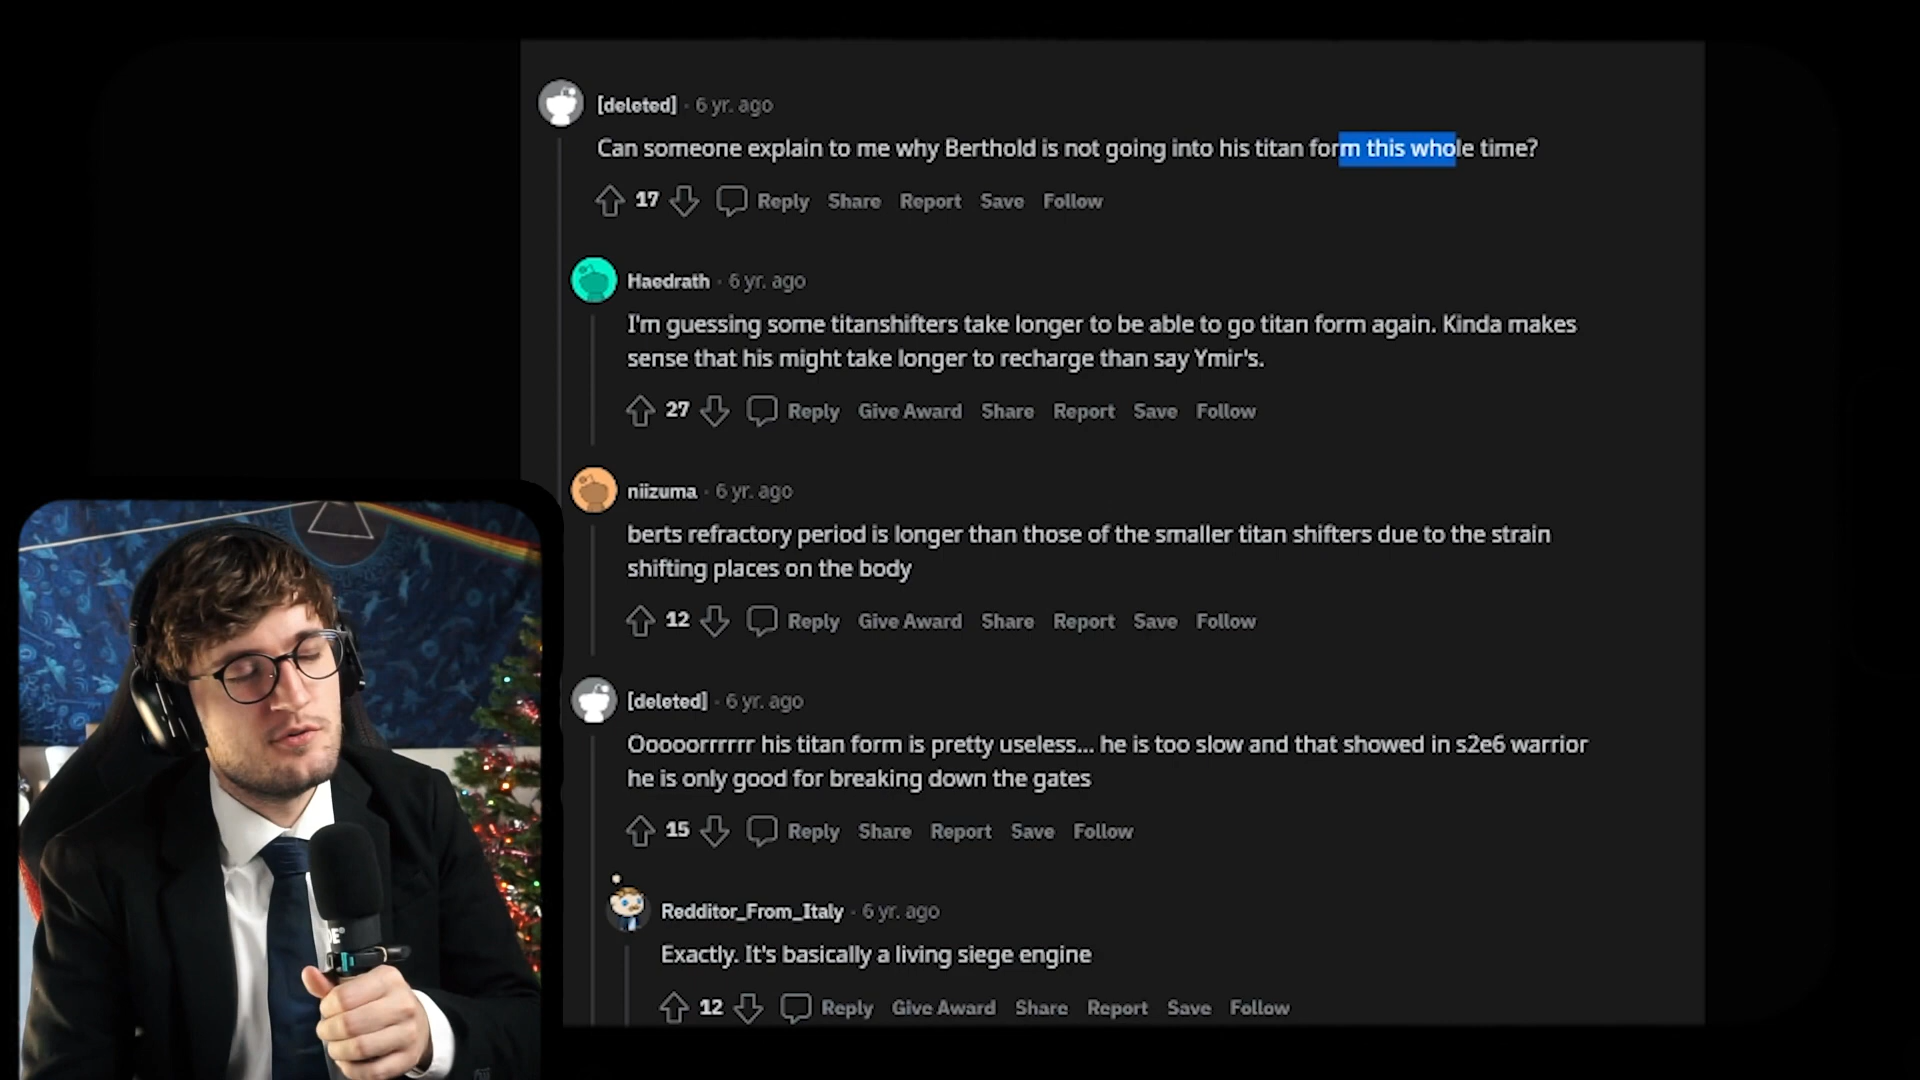 [deleted] · 6 yr. ago
Can someone explain to me why Berthold is not going into his titan form this whole time?
17 Reply Share Report Save Follow
Haedrath · 6 yr. ago
I'm guessing some titanshifters take longer to be able to go titan form again. Kinda makes
sense that his might take longer to recharge than say Ymir's.
27 Reply Give Award Share Report Save Follow
niizuma · 6 yr. ago
berts refractory period is longer than those of the smaller titan shifters due to the strain
shifting places on the body
12 Reply Give Award Share Report Save Follow
[deleted] · 6 yr. ago
Ooooorrrrrr his titan form is pretty useless... he is too slow and that showed in s2e6 warrior
he is only good for breaking down the gates
15 Reply Share Report Save Follow
Redditor_From_Italy · 6 yr. ago
Exactly. It's basically a living siege engine
12 Reply Give Award Share Report Save Follow